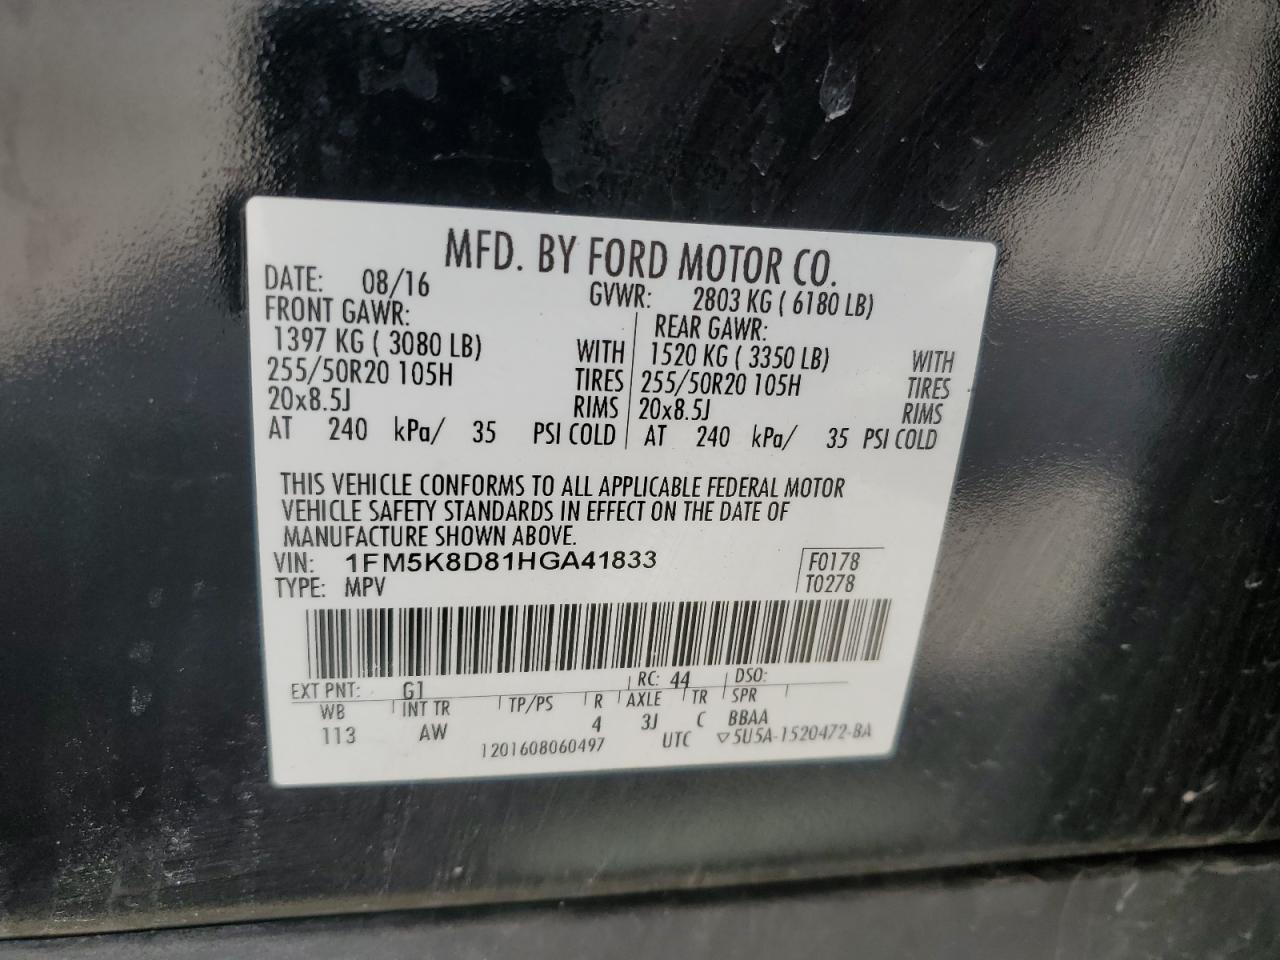 MFD. BY FORD MOTOR CO.
DATE: 08/16 GVWR: 2803 KG ( 6180 LB)
FRONT GAWR: REAR GAWR:
1397 KG ( 3080 LB) WITH 1520 KG ( 3350 LB) WITH
255/50R20 105H TIRES 255/50R20 105H TIRES
20x8.5J RIMS 20x8.5J RIMS
AT 240 kPa/ 35 PSI COLD AT 240 kPa/ 35 PSI COLD
THIS VEHICLE CONFORMS TO ALL APPLICABLE FEDERAL MOTOR
VEHICLE SAFETY STANDARDS IN EFFECT ON THE DATE OF
MANUFACTURE SHOWN ABOVE.
VIN: 1FM5K8D81HGA41833 F0178
TYPE: MPV T0278
EXT PNT: G1 RC: 44 DSO:
WB INT TR TP/PS R AXLE TR SPR
113 AW 4 3J C BBAA
1201608060497 UTC ▽5U5A-1520472-BA